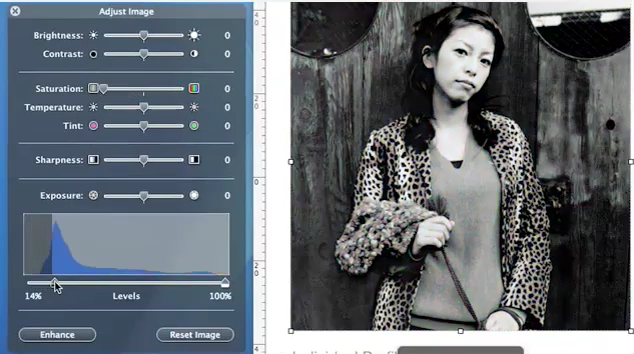 Adjust Image
Brightness: 0
Contrast: 0
Saturation: 0
Temperature: 0
Tint: 0
Sharpness: 0
Exposure: 0
14% Levels 100%
Enhance Reset Image